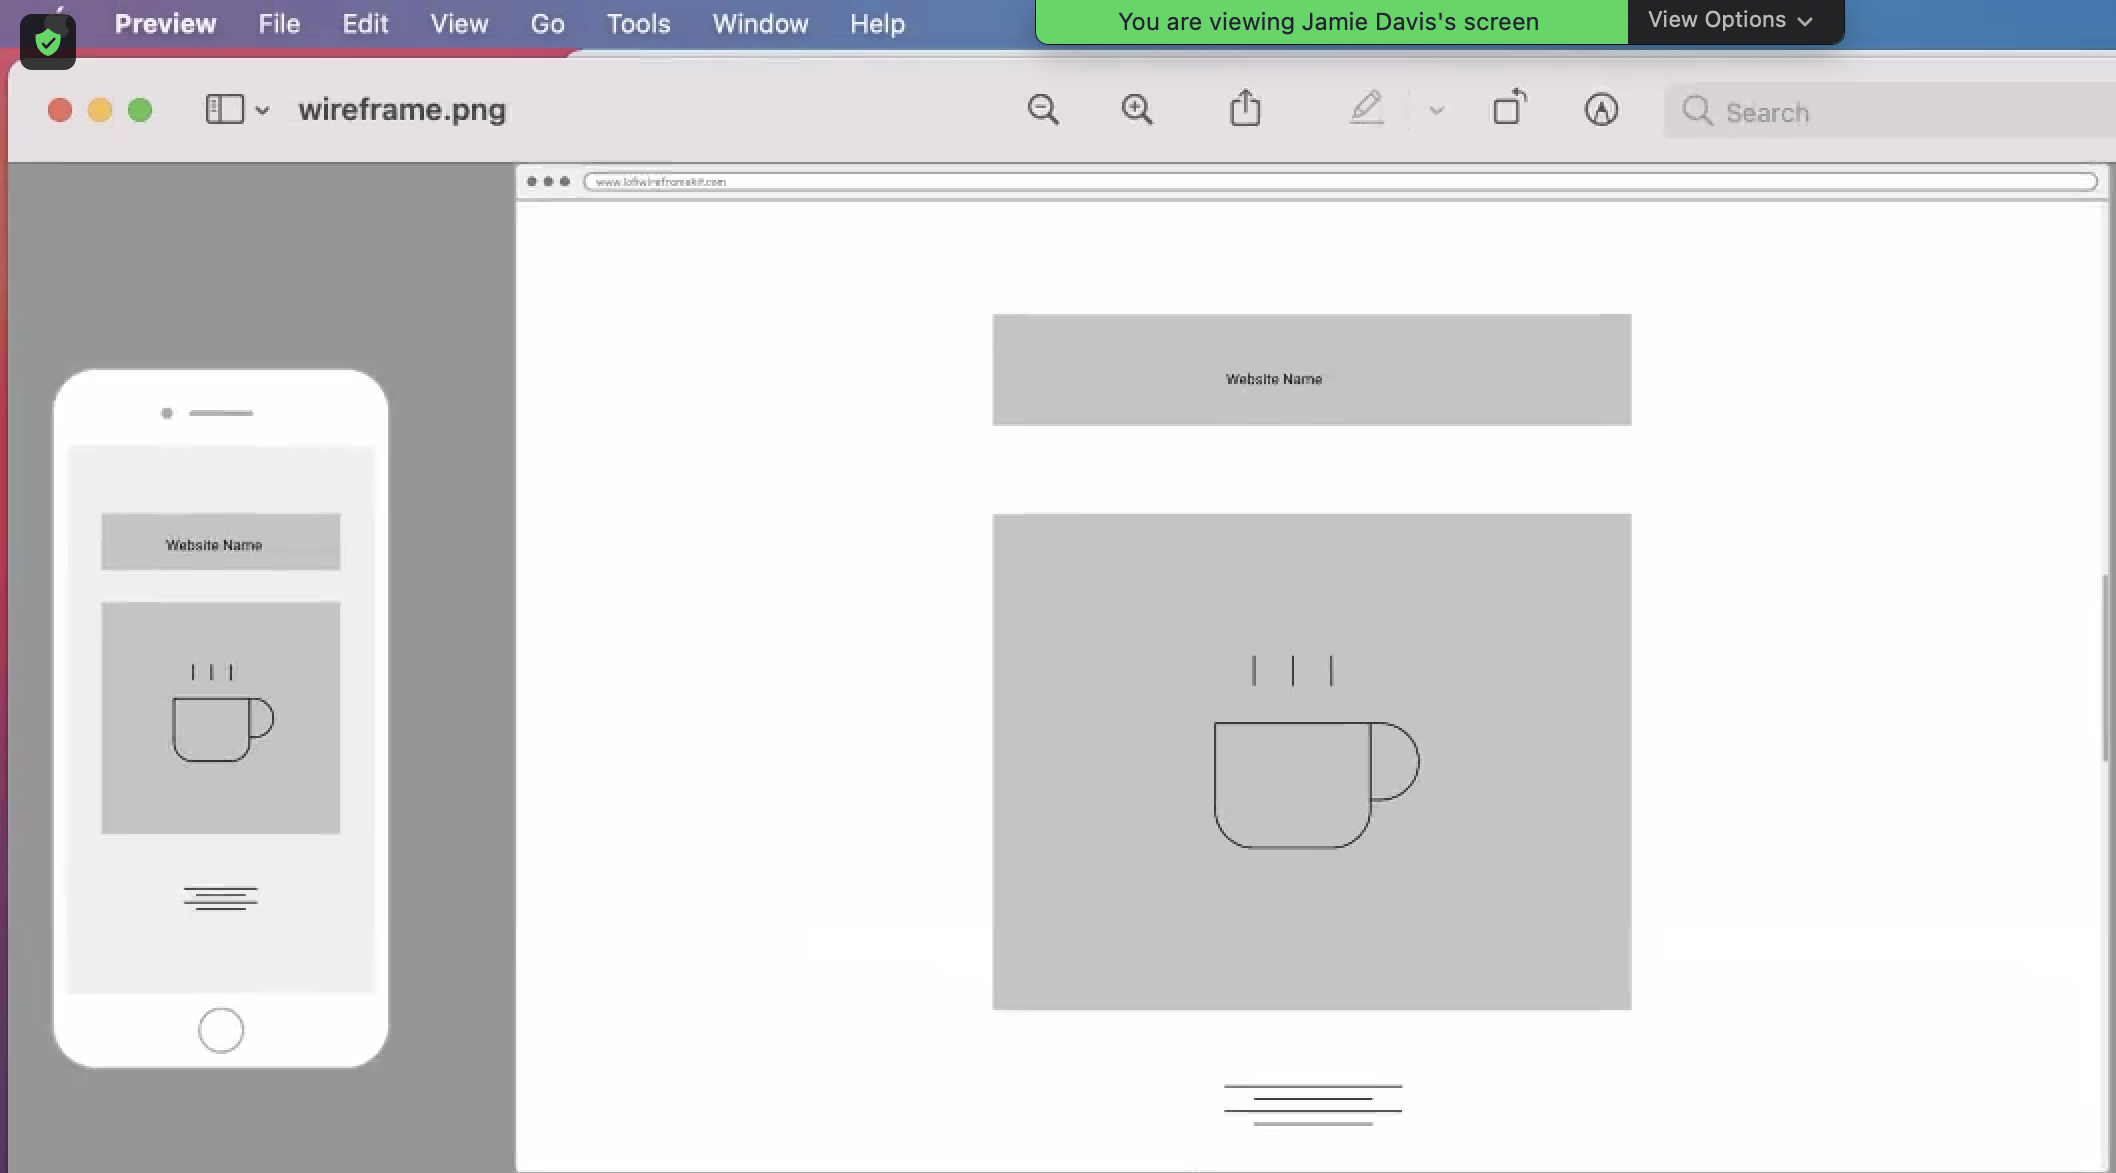 Preview File Edit View Go Tools Window Help
You are viewing Jamie Davis's screen
View Options
wireframe.png
Search
www.lofiwireframekit.com
Website Name
Website Name